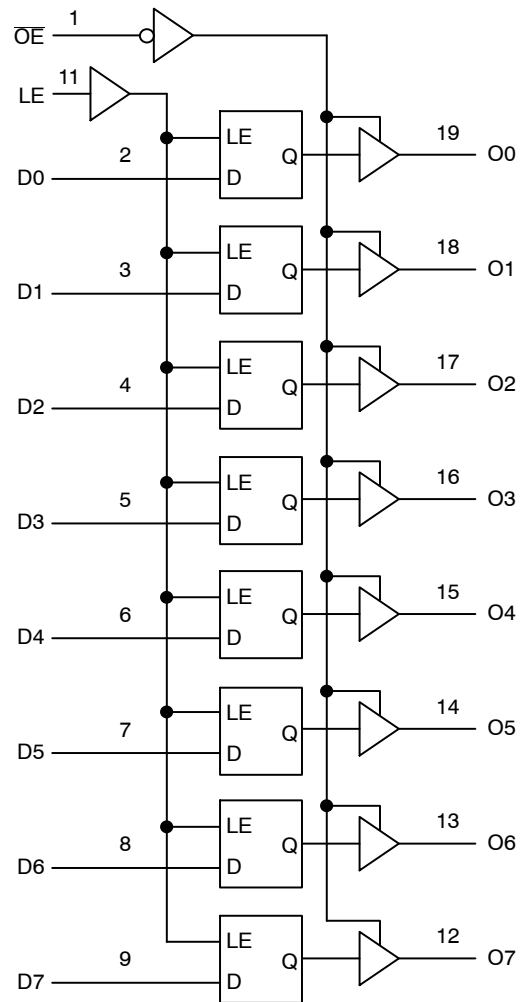 O̅E̅ 1
LE 11
D0 2 LE D Q 19 O0
D1 3 LE D Q 18 O1
D2 4 LE D Q 17 O2
D3 5 LE D Q 16 O3
D4 6 LE D Q 15 O4
D5 7 LE D Q 14 O5
D6 8 LE D Q 13 O6
D7 9 LE D Q 12 O7